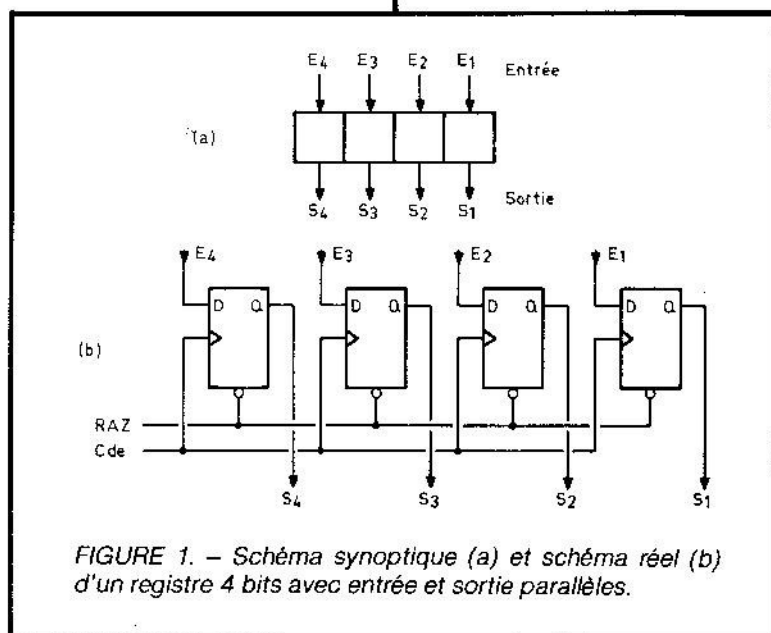 E4 E3 E2 E1 Entrée
(a)
S4 S3 S2 S1 Sortie
E4 E3 E2 E1
D Q D Q D Q D Q
(b)
RAZ
Cde
S4 S3 S2 S1
FIGURE 1. – Schéma synoptique (a) et schéma réel (b)
d'un registre 4 bits avec entrée et sortie parallèles.